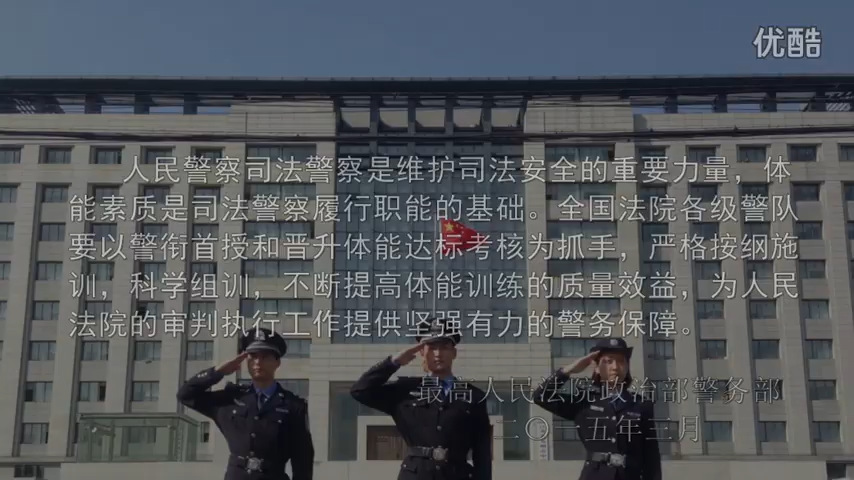 优酷
人民警察司法警察是维护司法安全的重要力量，体
能素质是司法警察履行职能的基础。全国法院各级警队
要以警衔首授和晋升体能达标考核为抓手，严格按纲施
训，科学组训，不断提高体能训练的质量效益，为人民
法院的审判执行工作提供坚强有力的警务保障。
最高人民法院政治部警务部
二〇一五年三月